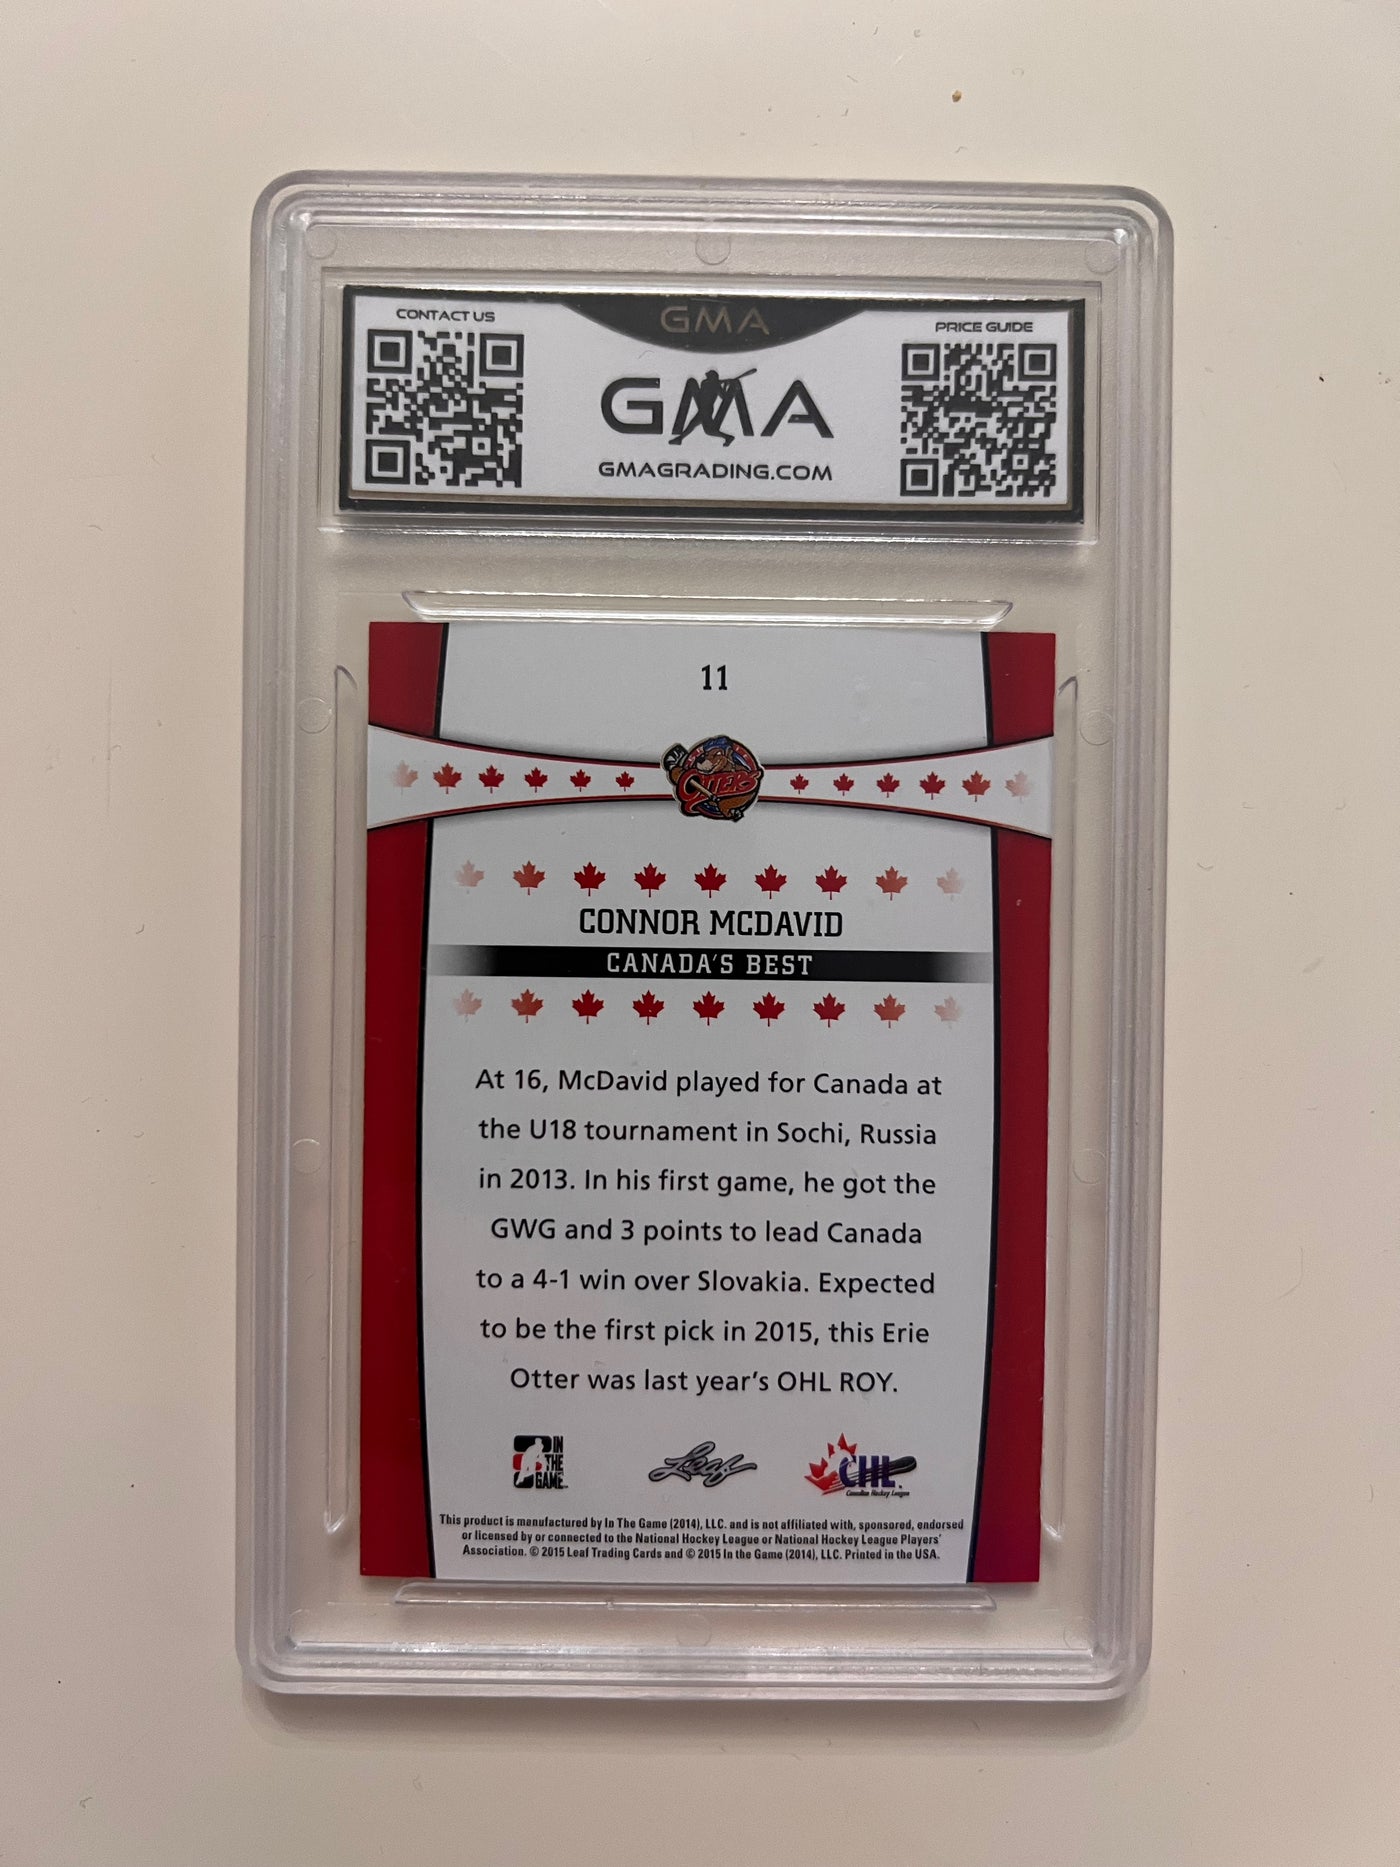 CONTACT US
GMA
PRICE GUIDE
GMA
GMAGRADING.COM
11
OTTERS
CONNOR MCDAVID
CANADA'S BEST
At 16, McDavid played for Canada at
the U18 tournament in Sochi, Russia
in 2013. In his first game, he got the
GWG and 3 points to lead Canada
to a 4-1 win over Slovakia. Expected
to be the first pick in 2015, this Erie
Otter was last year's OHL ROY.
IN
THE
GAME
Leaf
CHL
Canadian Hockey League
This product is manufactured by In The Game (2014), LLC. and is not affiliated with, sponsored, endorsed
or licensed by or connected to the National Hockey League or National Hockey League Players'
Association. © 2015 Leaf Trading Cards and © 2015 In the Game (2014), LLC. Printed in the USA.